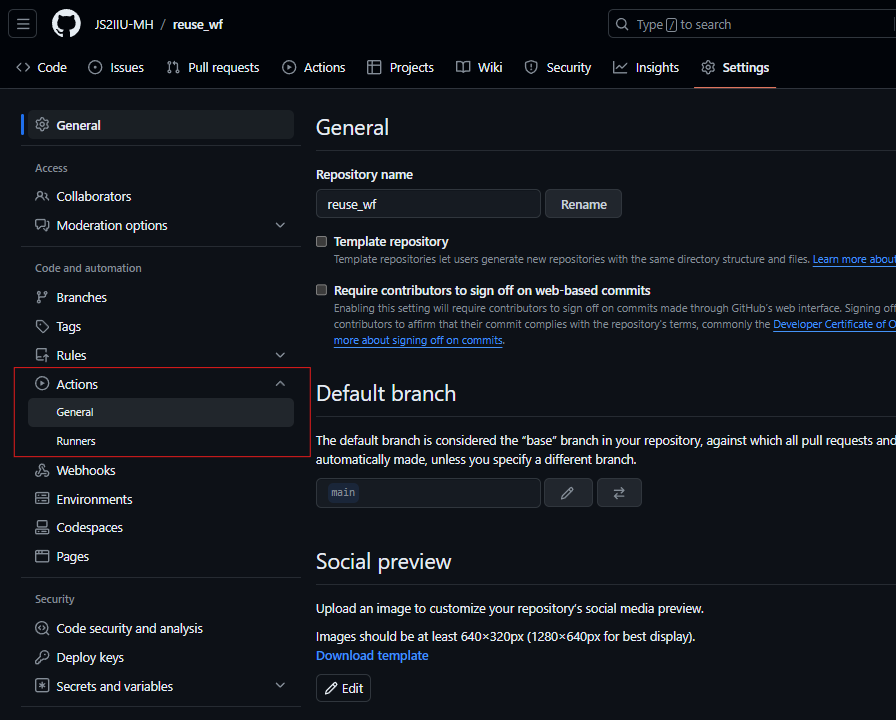 JS2IIU-MH / reuse_wf
Type / to search
Code Issues Pull requests Actions Projects Wiki Security Insights Settings
General
Access
Collaborators
Moderation options
Code and automation
Branches
Tags
Rules
Actions
General
Runners
Webhooks
Environments
Codespaces
Pages
Security
Code security and analysis
Deploy keys
Secrets and variables
General
Repository name
reuse_wf Rename
Template repository
Template repositories let users generate new repositories with the same directory structure and files. Learn more about
Require contributors to sign off on web-based commits
Enabling this setting will require contributors to sign off on commits made through GitHub's web interface. Signing off
contributors to affirm that their commit complies with the repository's terms, commonly the Developer Certificate of O
more about signing off on commits.
Default branch
The default branch is considered the “base” branch in your repository, against which all pull requests and
automatically made, unless you specify a different branch.
main
Social preview
Upload an image to customize your repository's social media preview.
Images should be at least 640×320px (1280×640px for best display).
Download template
Edit